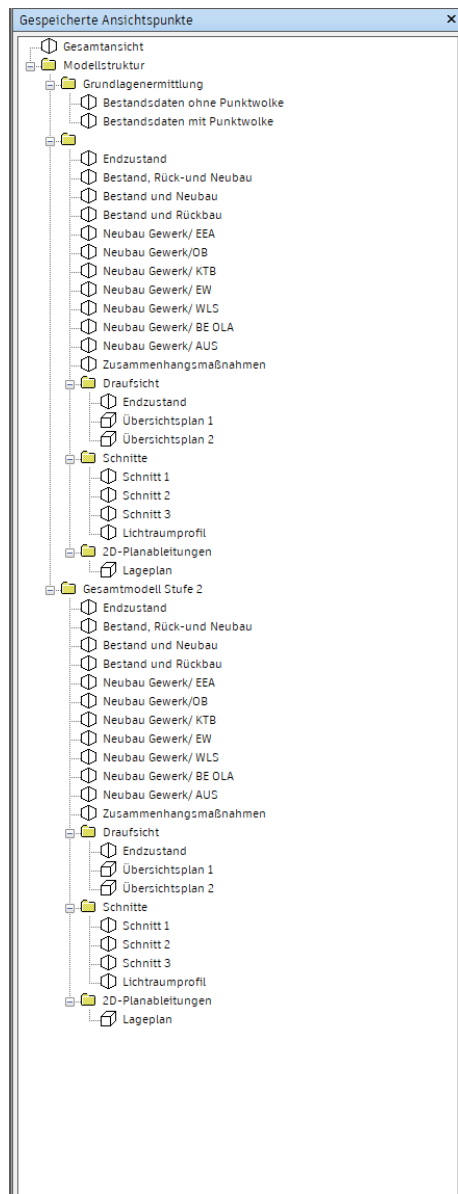 Gespeicherte Ansichtspunkte
Gesamtansicht
Modellstruktur
Grundlagenermittlung
Bestandsdaten ohne Punktwolke
Bestandsdaten mit Punktwolke
Endzustand
Bestand, Rück-und Neubau
Bestand und Neubau
Bestand und Rückbau
Neubau Gewerk/ EEA
Neubau Gewerk/OB
Neubau Gewerk/ KTB
Neubau Gewerk/ EW
Neubau Gewerk/ WLS
Neubau Gewerk/ BE OLA
Neubau Gewerk/ AUS
Zusammenhangsmaßnahmen
Draufsicht
Endzustand
Übersichtsplan 1
Übersichtsplan 2
Schnitte
Schnitt 1
Schnitt 2
Schnitt 3
Lichtraumprofil
2D-Planableitungen
Lageplan
Gesamtmodell Stufe 2
Endzustand
Bestand, Rück-und Neubau
Bestand und Neubau
Bestand und Rückbau
Neubau Gewerk/ EEA
Neubau Gewerk/OB
Neubau Gewerk/ KTB
Neubau Gewerk/ EW
Neubau Gewerk/ WLS
Neubau Gewerk/ BE OLA
Neubau Gewerk/ AUS
Zusammenhangsmaßnahmen
Draufsicht
Endzustand
Übersichtsplan 1
Übersichtsplan 2
Schnitte
Schnitt 1
Schnitt 2
Schnitt 3
Lichtraumprofil
2D-Planableitungen
Lageplan